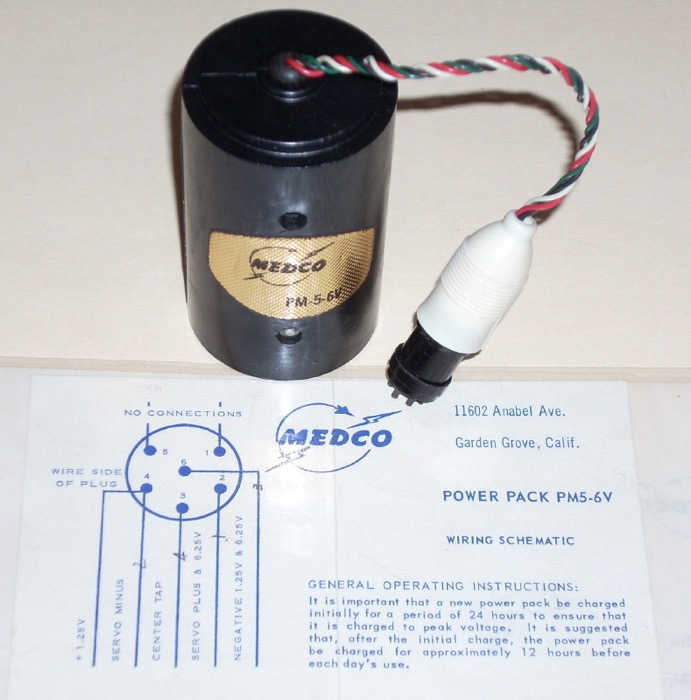 MEDCO
PM-5-6V
NO CONNECTIONS
5
1
6
WIRE SIDE
OF PLUG
4
2
3
+ 1.25V
SERVO MINUS
CENTER TAP
SERVO PLUS & 6.25V
NEGATIVE 1.25V & 6.25V
2
4
1
3
MEDCO
11602 Anabel Ave.
Garden Grove, Calif.
POWER PACK PM5-6V
WIRING SCHEMATIC
GENERAL OPERATING INSTRUCTIONS:
It is important that a new power pack be charged
initially for a period of 24 hours to ensure that
it is charged to peak voltage. It is suggested
that, after the initial charge, the power pack
be charged for approximately 12 hours before
each day's use.